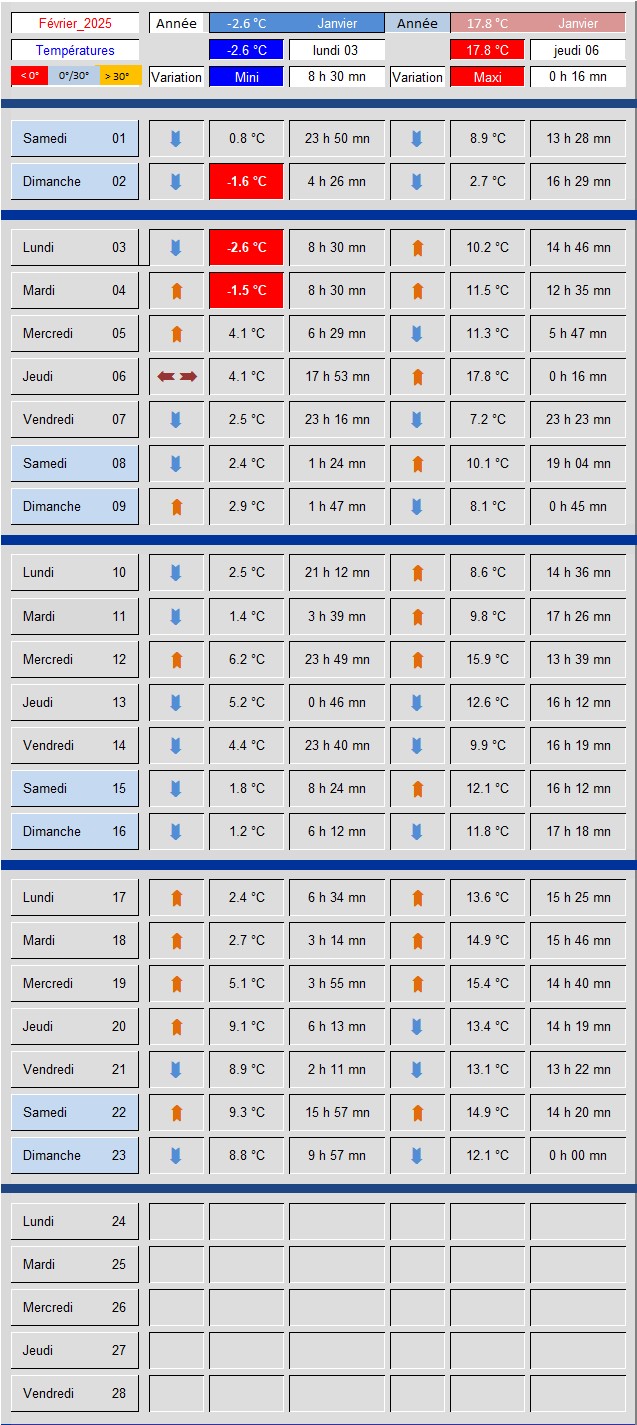 Février_2025 Année -2.6 °C Janvier Année 17.8 °C Janvier
Températures -2.6 °C lundi 03 17.8 °C jeudi 06
< 0° 0°/30° > 30° Variation Mini 8 h 30 mn Variation Maxi 0 h 16 mn
Samedi 01 0.8 °C 23 h 50 mn 8.9 °C 13 h 28 mn
Dimanche 02 -1.6 °C 4 h 26 mn 2.7 °C 16 h 29 mn
Lundi 03 -2.6 °C 8 h 30 mn 10.2 °C 14 h 46 mn
Mardi 04 -1.5 °C 8 h 30 mn 11.5 °C 12 h 35 mn
Mercredi 05 4.1 °C 6 h 29 mn 11.3 °C 5 h 47 mn
Jeudi 06 4.1 °C 17 h 53 mn 17.8 °C 0 h 16 mn
Vendredi 07 2.5 °C 23 h 16 mn 7.2 °C 23 h 23 mn
Samedi 08 2.4 °C 1 h 24 mn 10.1 °C 19 h 04 mn
Dimanche 09 2.9 °C 1 h 47 mn 8.1 °C 0 h 45 mn
Lundi 10 2.5 °C 21 h 12 mn 8.6 °C 14 h 36 mn
Mardi 11 1.4 °C 3 h 39 mn 9.8 °C 17 h 26 mn
Mercredi 12 6.2 °C 23 h 49 mn 15.9 °C 13 h 39 mn
Jeudi 13 5.2 °C 0 h 46 mn 12.6 °C 16 h 12 mn
Vendredi 14 4.4 °C 23 h 40 mn 9.9 °C 16 h 19 mn
Samedi 15 1.8 °C 8 h 24 mn 12.1 °C 16 h 12 mn
Dimanche 16 1.2 °C 6 h 12 mn 11.8 °C 17 h 18 mn
Lundi 17 2.4 °C 6 h 34 mn 13.6 °C 15 h 25 mn
Mardi 18 2.7 °C 3 h 14 mn 14.9 °C 15 h 46 mn
Mercredi 19 5.1 °C 3 h 55 mn 15.4 °C 14 h 40 mn
Jeudi 20 9.1 °C 6 h 13 mn 13.4 °C 14 h 19 mn
Vendredi 21 8.9 °C 2 h 11 mn 13.1 °C 13 h 22 mn
Samedi 22 9.3 °C 15 h 57 mn 14.9 °C 14 h 20 mn
Dimanche 23 8.8 °C 9 h 57 mn 12.1 °C 0 h 00 mn
Lundi 24
Mardi 25
Mercredi 26
Jeudi 27
Vendredi 28